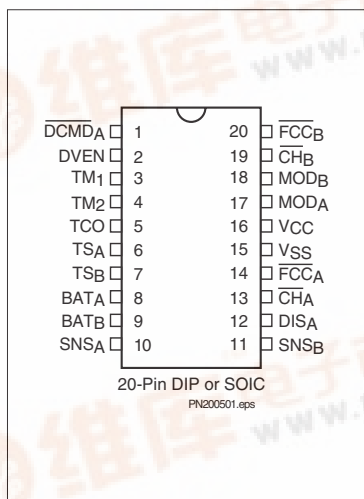 DCMDA 1 20 FCCB
DVEN 2 19 CHB
TM1 3 18 MODB
TM2 4 17 MODA
TCO 5 16 VCC
TSA 6 15 VSS
TSB 7 14 FCCA
BATA 8 13 CHA
BATB 9 12 DISA
SNSA 10 11 SNSB
20-Pin DIP or SOIC
PN200501.eps